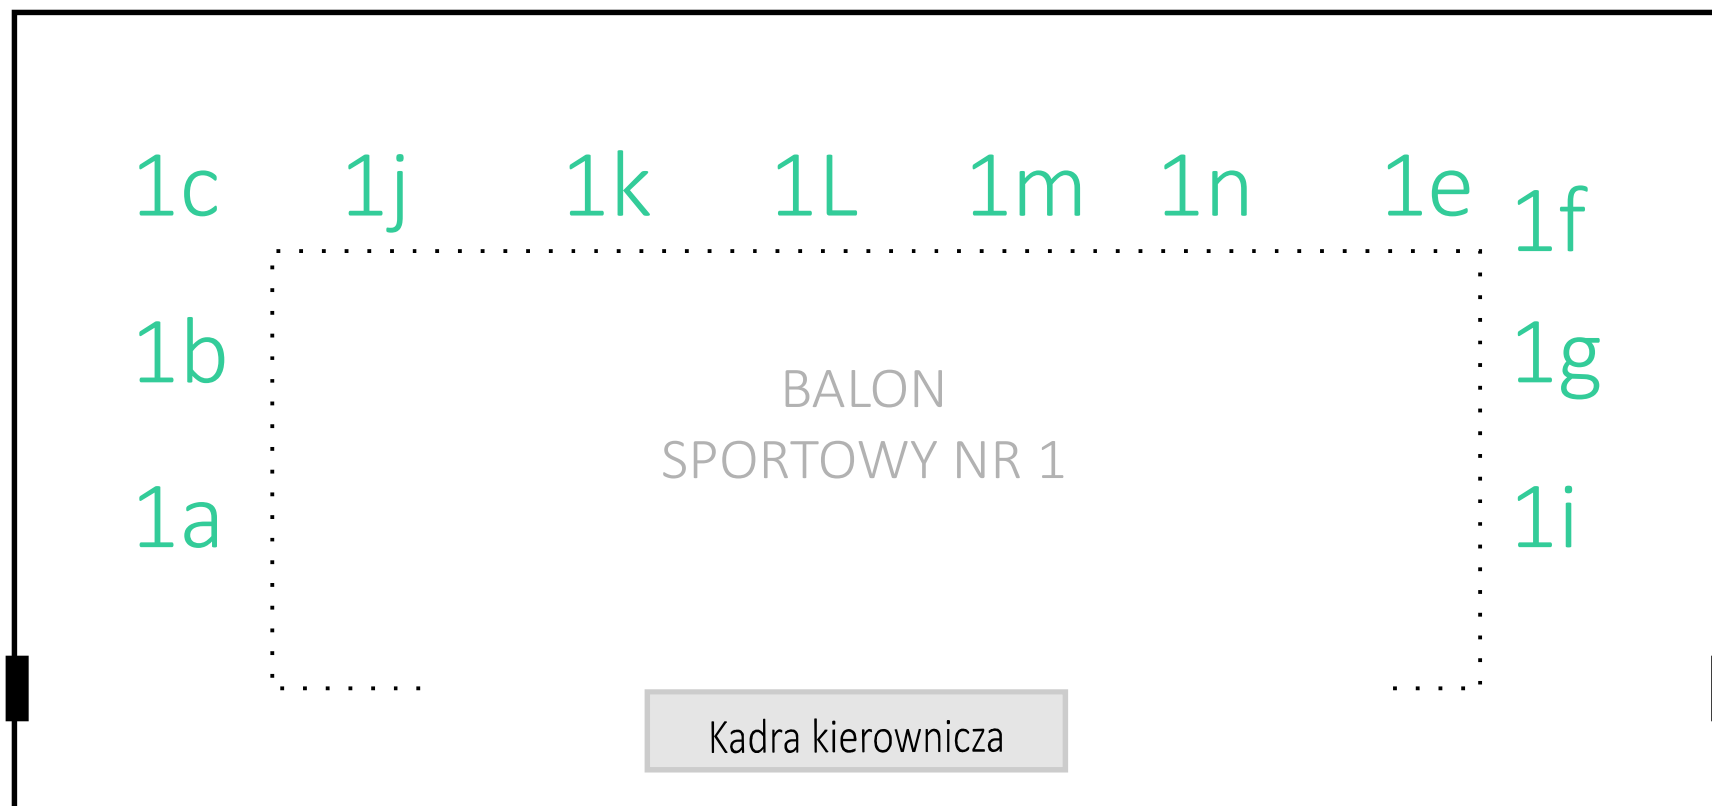 1c 1j 1k 1L 1m 1n 1e
1f
1b
1g
BALON
SPORTOWY NR 1
1a
1i
Kadra kierownicza